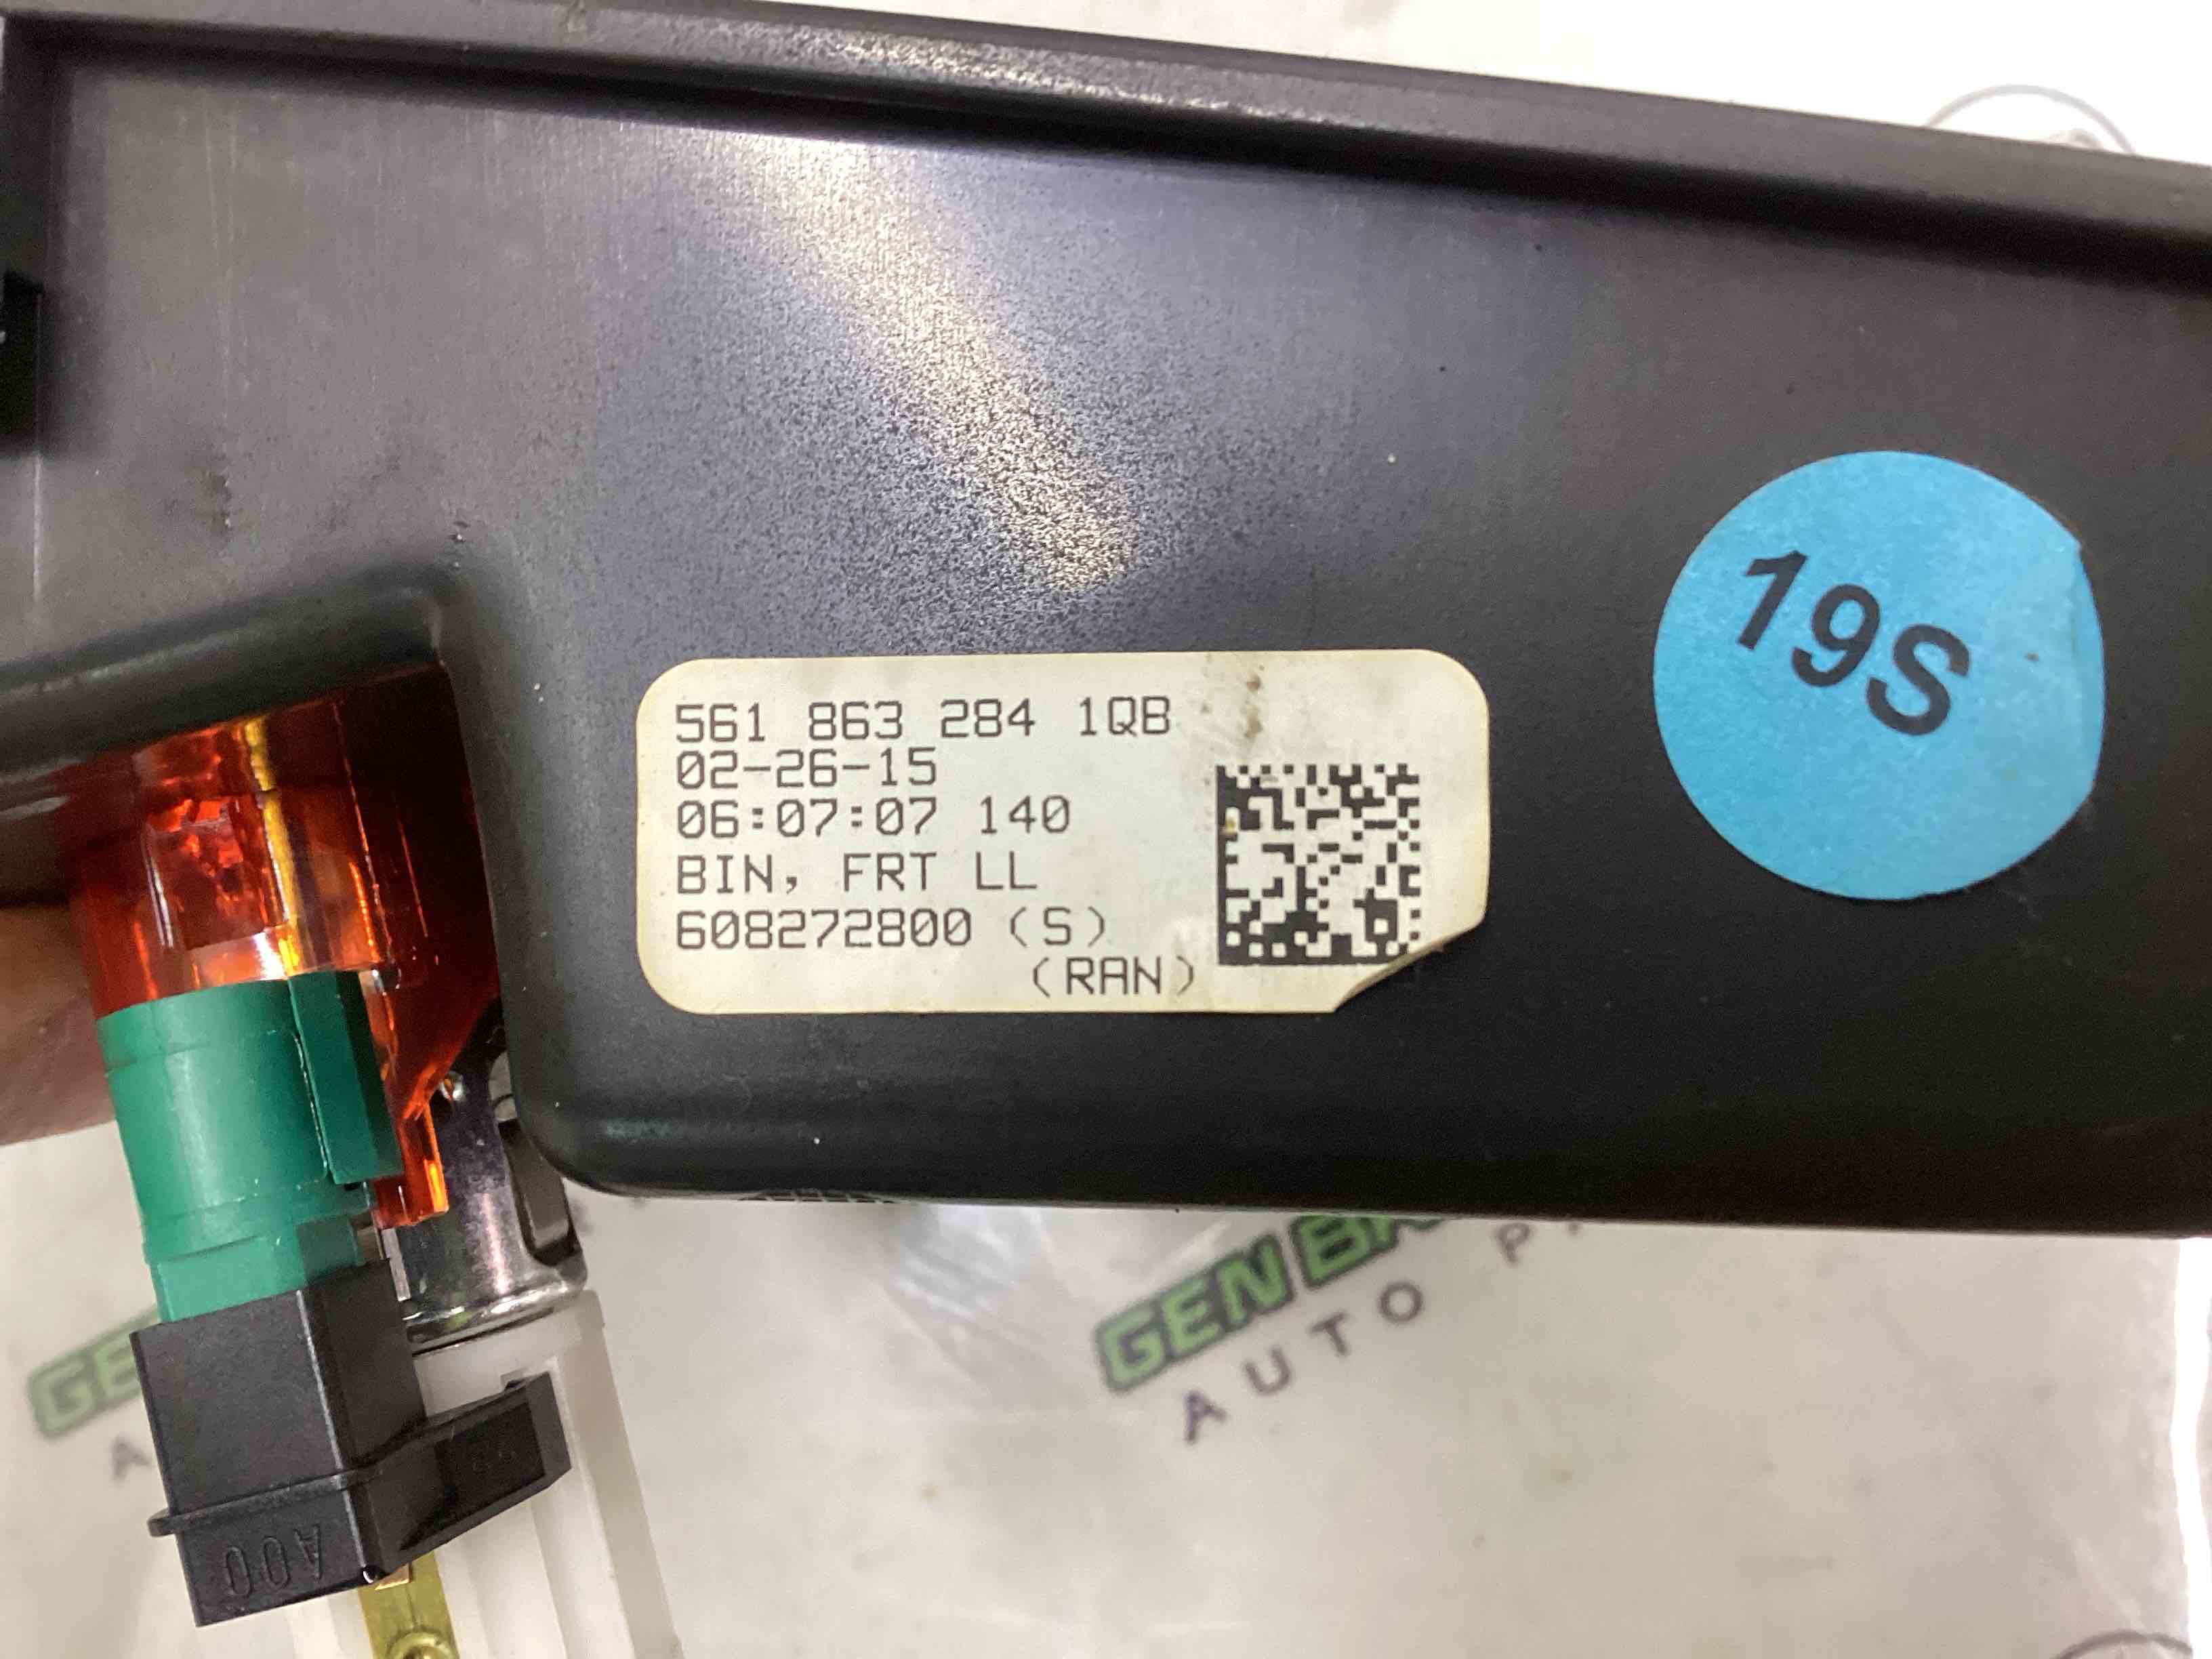 561 863 284 1QB
02-26-15
06:07:07 140
BIN, FRT LL
608272800 (S)
(RAN)
19S
GEN
AUTO
A00